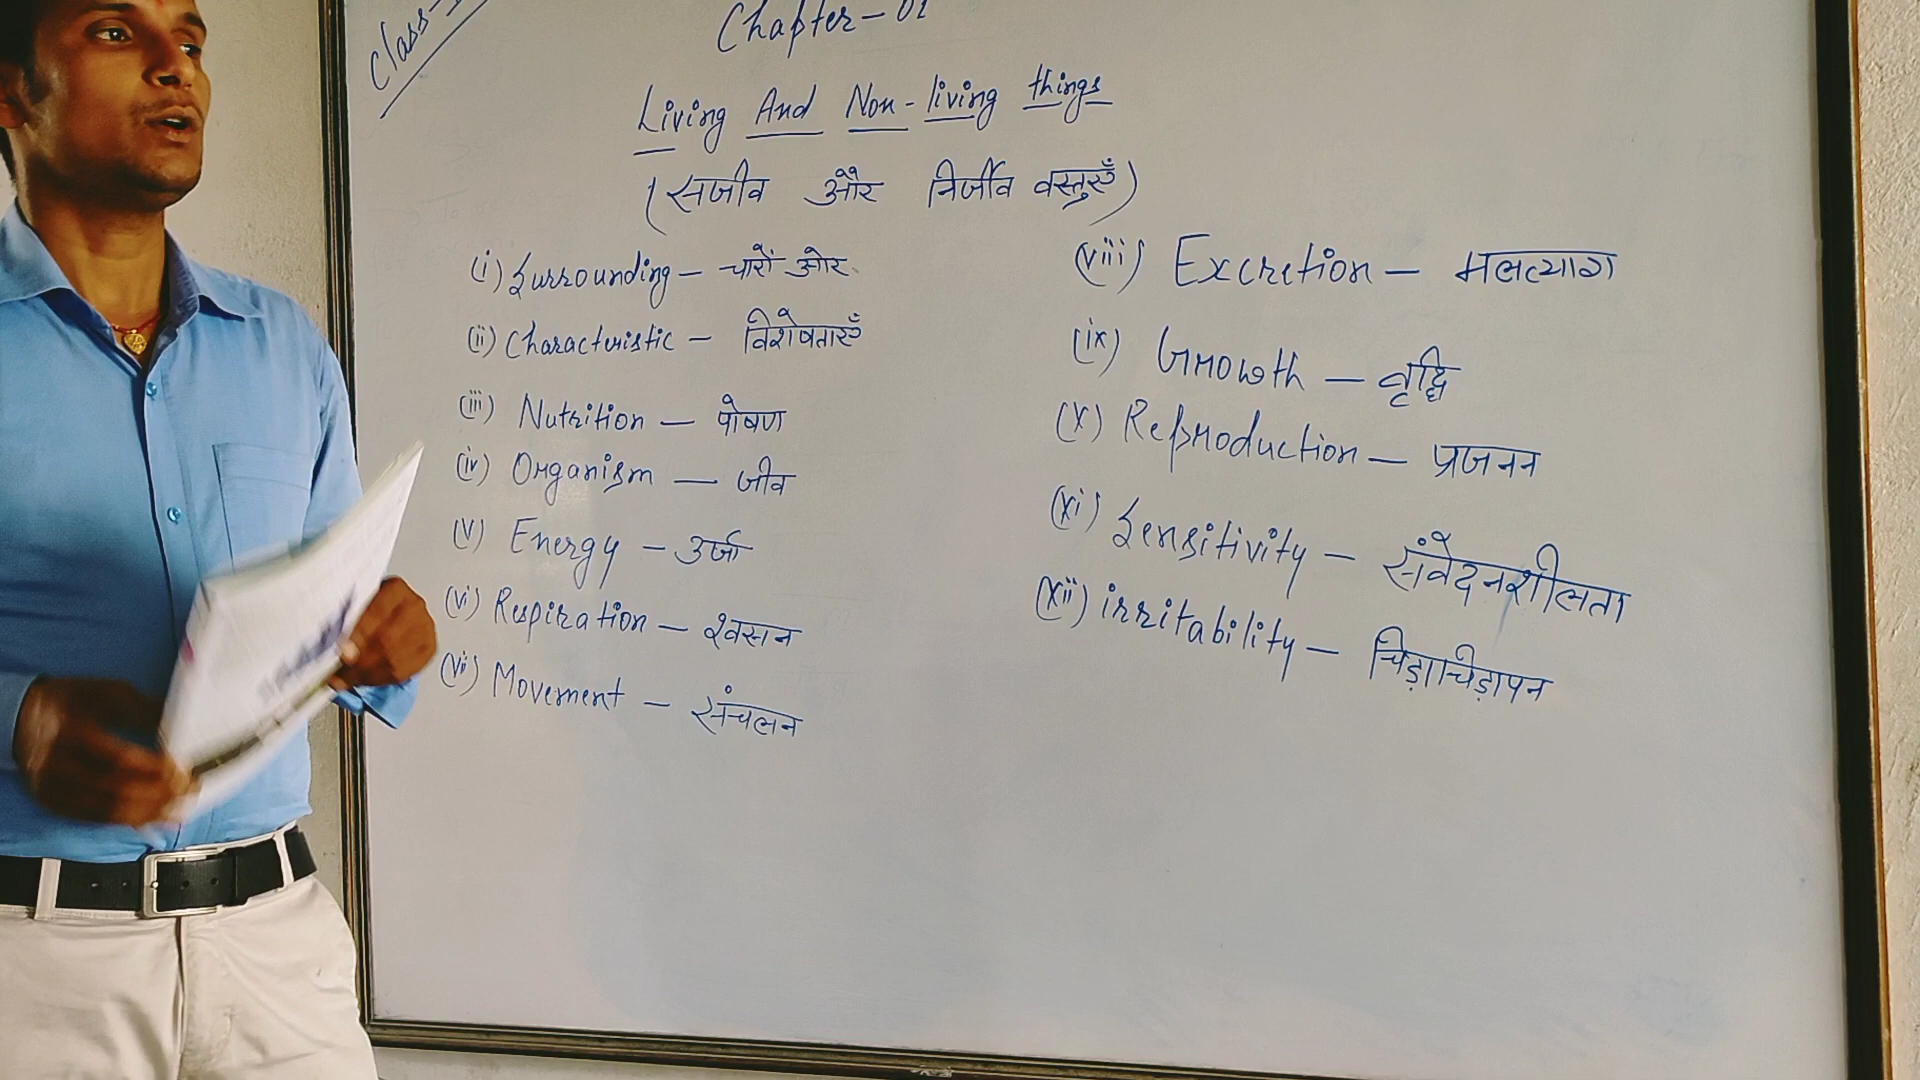 Class-
Chapter-01
Living And Non-living things
(सजीव और निर्जीव वस्तुएँ)
(i) Surrounding - चारों ओर
(ii) Characteristic - विशेषताएँ
(iii) Nutrition - पोषण
(iv) Organism - जीव
(v) Energy - उर्जा
(vi) Respiration - श्वसन
(vii) Movement - संचलन
(viii) Excretion - मलत्याग
(ix) Growth - वृद्धि
(x) Reproduction - प्रजनन
(xi) Sensitivity - संवेदनशीलता
(xii) irritability - चिड़ाचिड़ापन